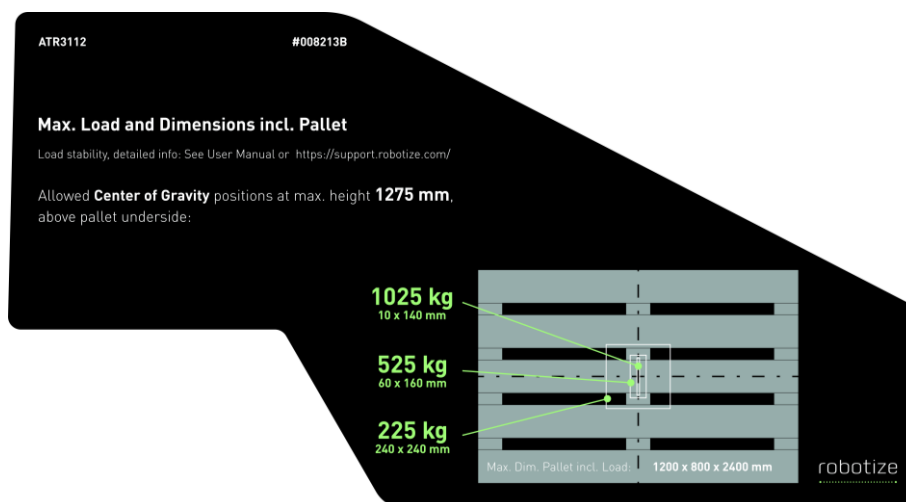 ATR3112
#008213B
Max. Load and Dimensions incl. Pallet
Load stability, detailed info: See User Manual or https://support.robotize.com/
Allowed Center of Gravity positions at max. height 1275 mm,
above pallet underside:
1025 kg
10 x 140 mm
525 kg
60 x 160 mm
225 kg
240 x 240 mm
Max. Dim. Pallet incl. Load: 1200 x 800 x 2400 mm
robotize